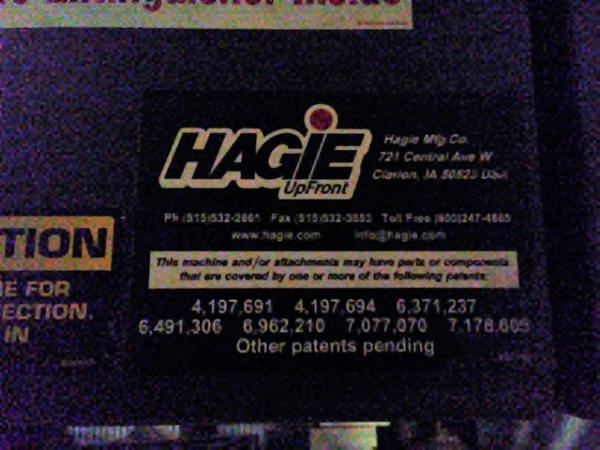 Extinguisher Inside
HAGIE
UpFront
Hagie Mfg Co.
721 Central Ave W
Clarion, IA USA
Ph (515)532-2861 Fax (515)532-3553 Toll Free (800)247-4885
www.hagie.com info@hagie.com
This machine and/or attachments may have parts or components
that are covered by one or more of the following patents:
4,197,691 4,197,694 6,371,237
6,491,306 6,962,210 7,077,070 7,178,605
Other patents pending
TION
E FOR
ECTION,
IN